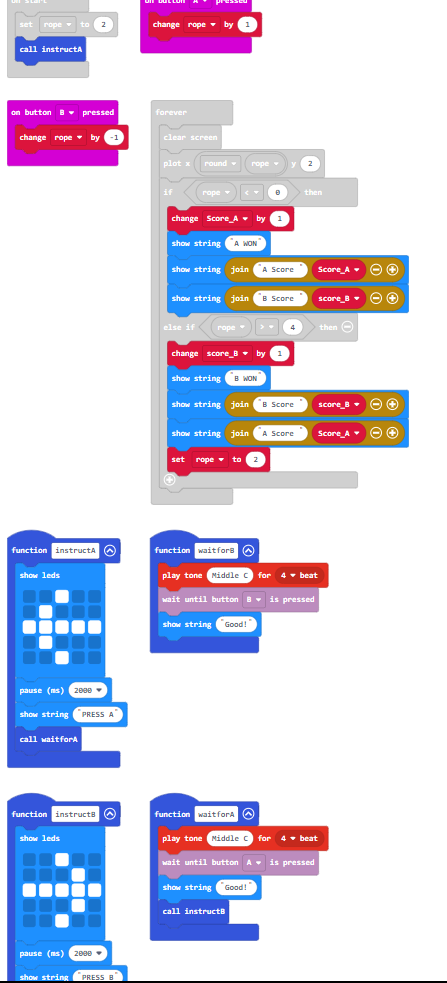 on start
set rope to 2
call instructA
on button A pressed
change rope by 1
on button B pressed
change rope by -1
forever
clear screen
plot x round rope y 2
if rope < 0 then
change Score_A by 1
show string "A WON"
show string join "A Score " Score_A
show string join "B Score " score_B
else if rope > 4 then
change score_B by 1
show string "B WON"
show string join "B Score " score_B
show string join "A Score " Score_A
set rope to 2
function instructA
show leds
pause (ms) 2000
show string "PRESS A"
call waitforA
function waitforB
play tone Middle C for 4 beat
wait until button B is pressed
show string "Good!"
function instructB
show leds
pause (ms) 2000
show string "PRESS B"
function waitforA
play tone Middle C for 4 beat
wait until button A is pressed
show string "Good!"
call instructB